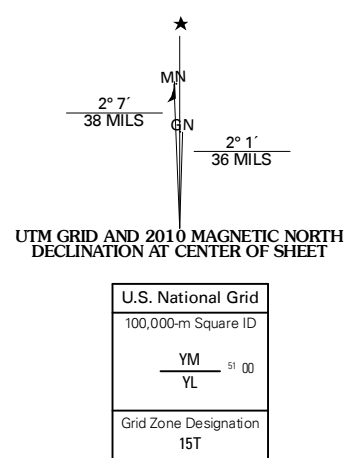 ★
MN
2° 7´
38 MILS
GN
2° 1´
36 MILS
UTM GRID AND 2010 MAGNETIC NORTH
DECLINATION AT CENTER OF SHEET
U.S. National Grid
100,000-m Square ID
YM
51 00
YL
Grid Zone Designation
15T